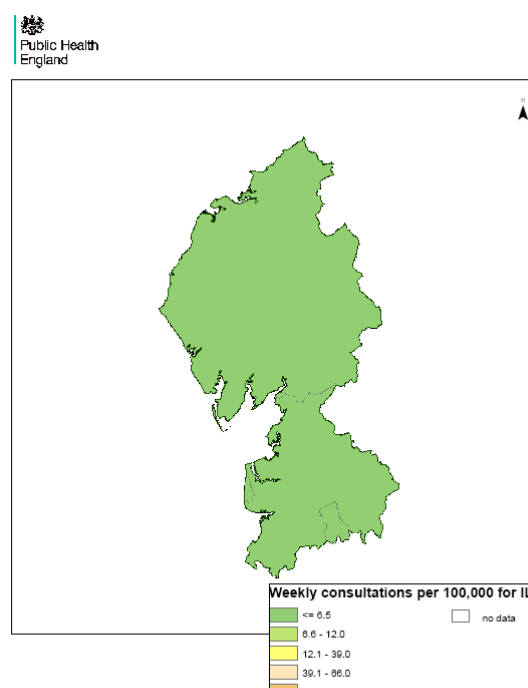 Public Health
England
N
Weekly consultations per 100,000 for IL
<= 6.5
no data
6.6 - 12.0
12.1 - 39.0
39.1 - 66.0